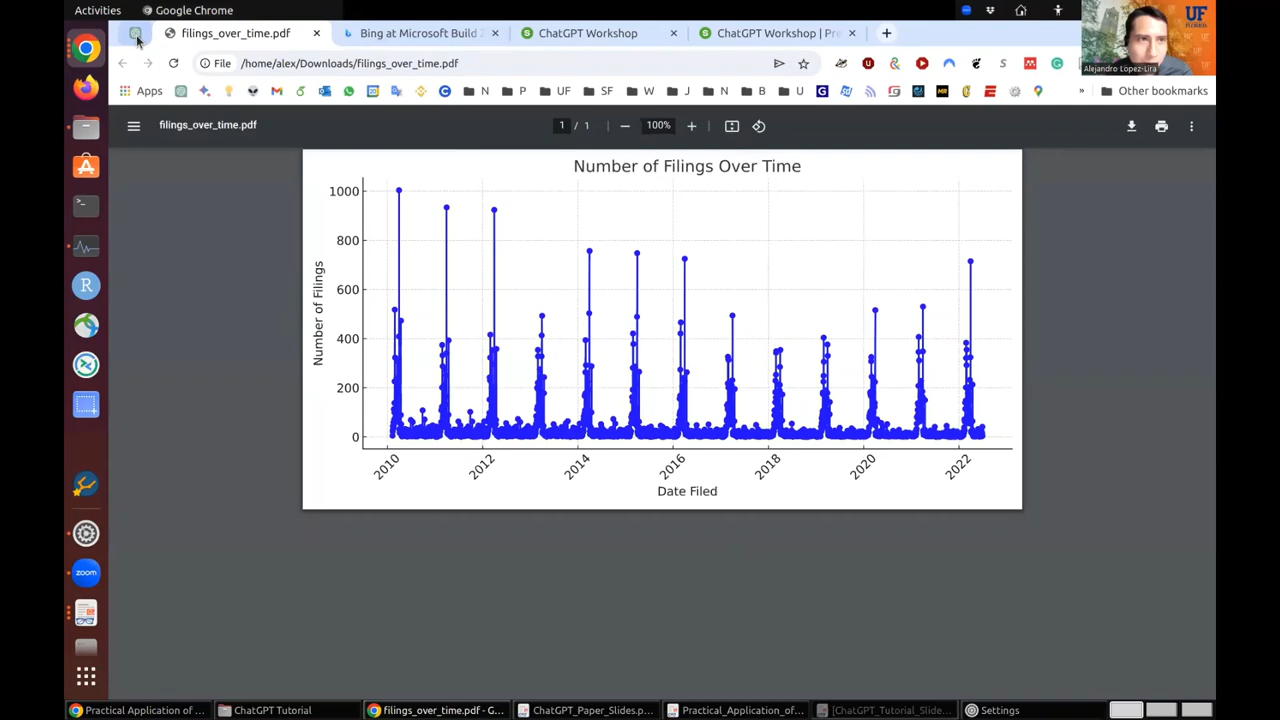 Activities
Google Chrome
filings_over_time.pdf
Bing at Microsoft Build 2
ChatGPT Workshop
ChatGPT Workshop | Pre
UF
Alejandro Lopez-Lira
File
/home/alex/Downloads/filings_over_time.pdf
Apps
N
P
UF
SF
W
J
N
B
U
»
Other bookmarks
filings_over_time.pdf
1 / 1
100%
Number of Filings Over Time
1000
800
600
400
200
0
Number of Filings
2010
2012
2014
2016
2018
2020
2022
Date Filed
Practical Application of ...
ChatGPT Tutorial
filings_over_time.pdf - G...
ChatGPT_Paper_Slides.p...
Practical_Application_of...
[ChatGPT_Tutorial_Slide...
Settings